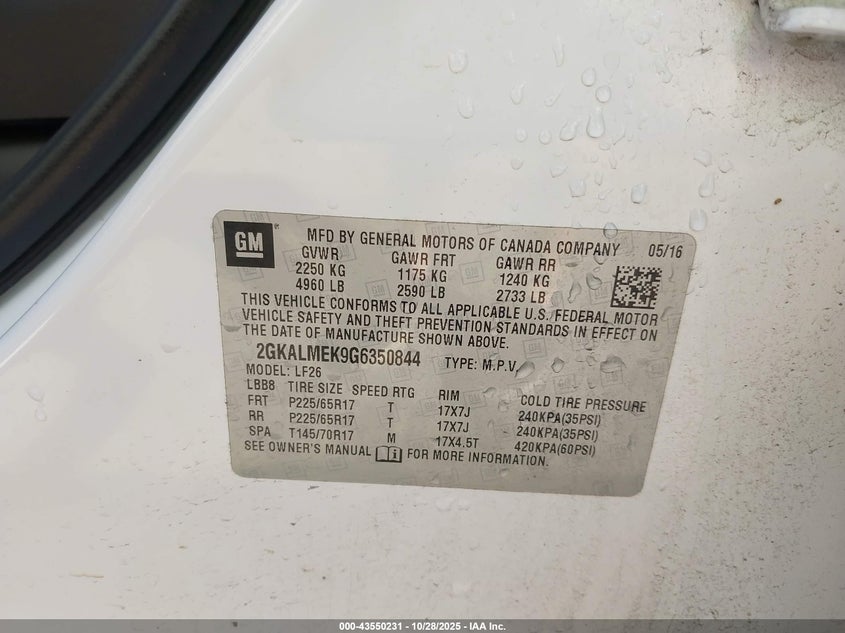 GM ®
MFD BY GENERAL MOTORS OF CANADA COMPANY 05/16
GVWR GAWR FRT GAWR RR
2250 KG 1175 KG 1240 KG
4960 LB 2590 LB 2733 LB
THIS VEHICLE CONFORMS TO ALL APPLICABLE U.S. FEDERAL MOTOR
VEHICLE SAFETY AND THEFT PREVENTION STANDARDS IN EFFECT ON
THE DATE OF MANUFACTURE SHOWN ABOVE.
2GKALMEK9G6350844 TYPE: M.P.V.
MODEL: LF26
LBB8 TIRE SIZE SPEED RTG RIM COLD TIRE PRESSURE
FRT P225/65R17 T 17X7J 240KPA(35PSI)
RR P225/65R17 T 17X7J 240KPA(35PSI)
SPA T145/70R17 M 17X4.5T 420KPA(60PSI)
SEE OWNER'S MANUAL FOR MORE INFORMATION.
000-43550231 - 10/28/2025 - IAA Inc.